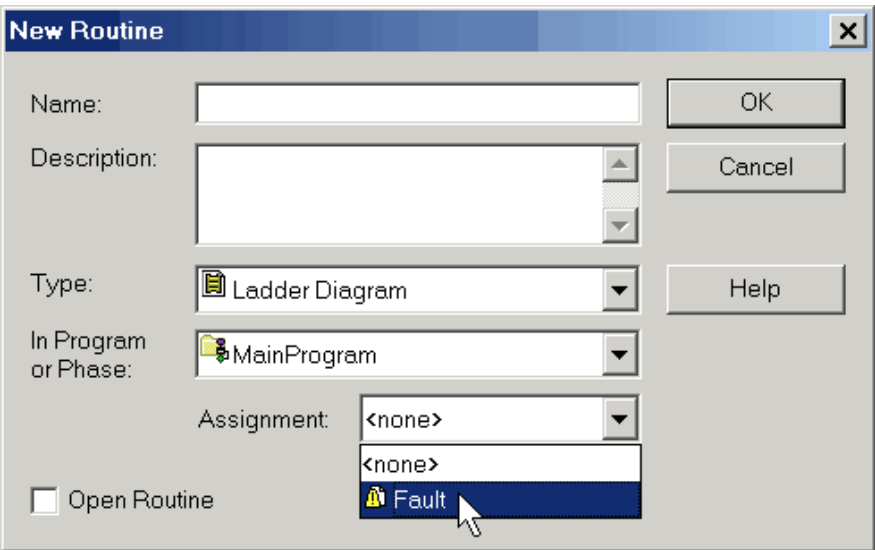 New Routine
Name:
OK
Description:
Cancel
Type:
Ladder Diagram
Help
In Program
or Phase:
MainProgram
Assignment:
<none>
<none>
Fault
Open Routine